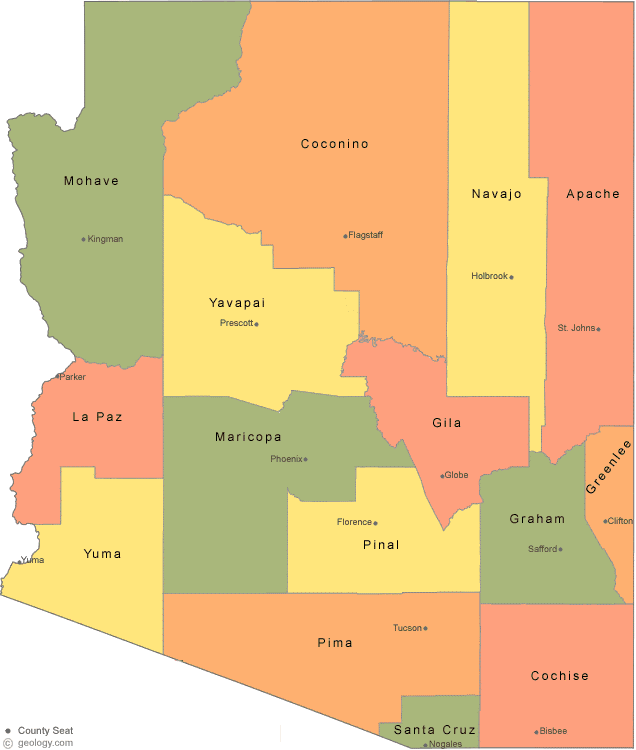 Coconino
Mohave
Navajo
Apache
Flagstaff
Kingman
Holbrook
Yavapai
Prescott
St. Johns
Parker
La Paz
Gila
Maricopa
Phoenix
Greenlee
Globe
Graham
Clifton
Florence
Pinal
Safford
Yuma
Yuma
Tucson
Pima
Cochise
Santa Cruz
Bisbee
Nogales
County Seat
© geology.com